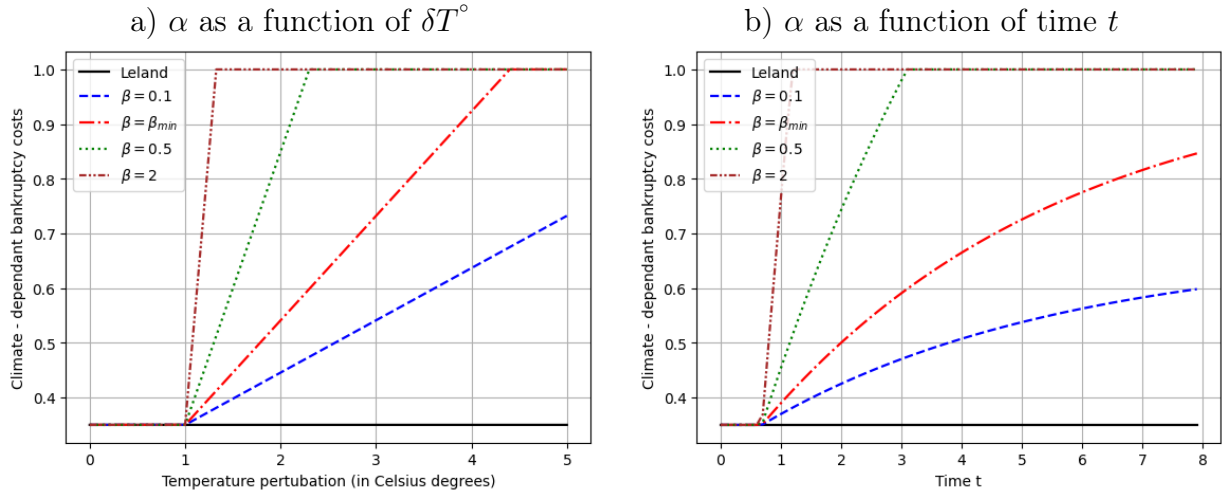 a) α as a function of δT°
1.0
0.9
0.8
0.7
0.6
0.5
0.4
Climate - dependant bankruptcy costs
Leland
β = 0.1
β = βmin
β = 0.5
β = 2
0 1 2 3 4 5
Temperature pertubation (in Celsius degrees)
b) α as a function of time t
1.0
0.9
0.8
0.7
0.6
0.5
0.4
Climate - dependant bankruptcy costs
Leland
β = 0.1
β = βmin
β = 0.5
β = 2
0 1 2 3 4 5 6 7 8
Time t